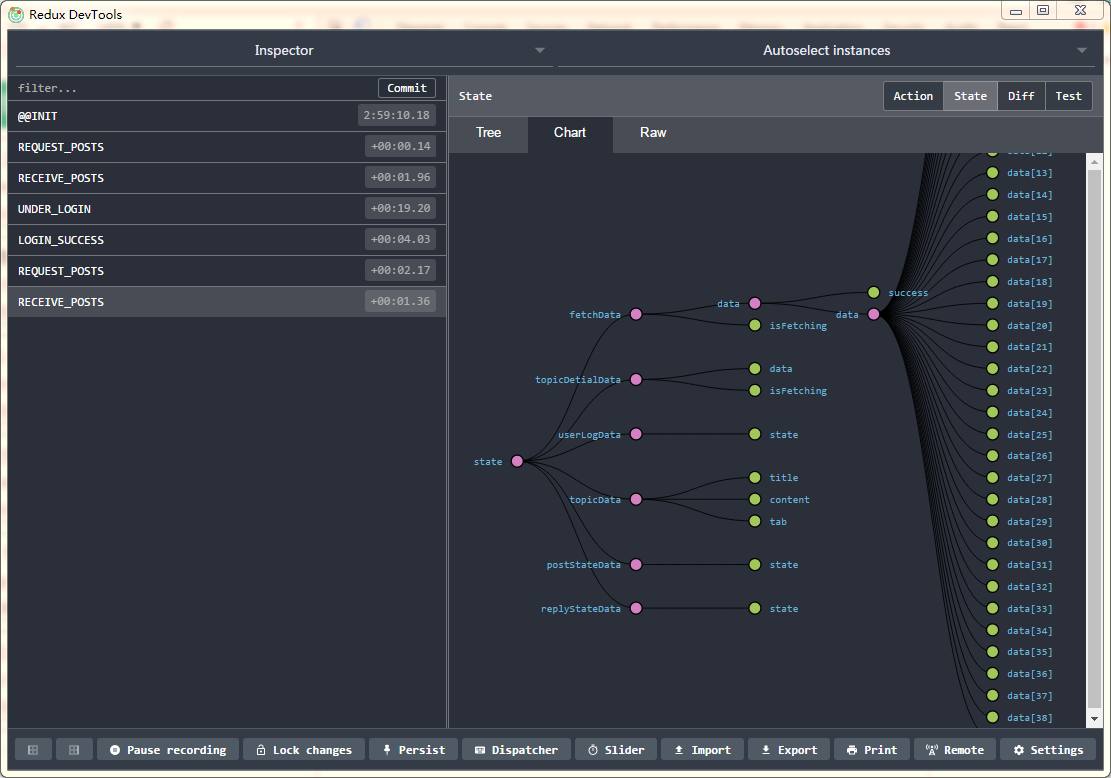 Redux DevTools
Inspector
Autoselect instances
filter...
Commit
@@INIT
2:59:10.18
REQUEST_POSTS
+00:00.14
RECEIVE_POSTS
+00:01.96
UNDER_LOGIN
+00:19.20
LOGIN_SUCCESS
+00:04.03
REQUEST_POSTS
+00:02.17
RECEIVE_POSTS
+00:01.36
State
Action
State
Diff
Test
Tree
Chart
Raw
state
fetchData
topicDetialData
userLogData
topicData
postStateData
replyStateData
data
isFetching
data
isFetching
state
title
content
tab
state
state
success
data
data[13]
data[14]
data[15]
data[16]
data[17]
data[18]
data[19]
data[20]
data[21]
data[22]
data[23]
data[24]
data[25]
data[26]
data[27]
data[28]
data[29]
data[30]
data[31]
data[32]
data[33]
data[34]
data[35]
data[36]
data[37]
data[38]
Pause recording
Lock changes
Persist
Dispatcher
Slider
Import
Export
Print
Remote
Settings